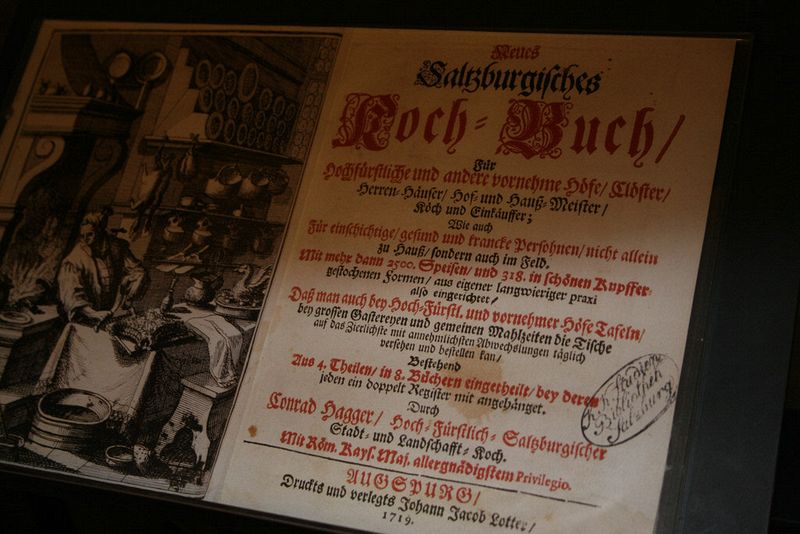 Neues
Saltzburgisches
Koch-Buch/
Für
Hochfürstliche und andere vornehme Höfe/ Clöster/
Herren-Häuser/ Hof- und Hauß-Meister/
Köch und Einkäuffer;
Wie auch
Für einschichtige/ gesund und krancke Persohnen/ nicht allein
zu Hauß/ sondern auch im Feld.
Mit mehr dann 2500. Speisen/ und 318. in schönen Kupffer-
gestochenen Formen/ aus eigener langwieriger praxi
also eingerichtet/
Daß man auch bey Hoch-Fürstl. und vornehmer Höfe Tafeln/
bey grossen Gastereyen und gemeinen Mahlzeiten die Tische
auf das Zierlichste mit annehmlichsten Abwechslungen täglich
versehen und bestellen kan/
Bestehend
Aus 4. Theilen/ in 8. Büchern eingetheilt/ bey deren
jeden ein doppelt Register mit angehänget.
Durch
Conrad Hagger/ Hoch-Fürstlich-Saltzburgischer
Stadt- und Landschafft-Koch.
Mit Röm. Kays. Maj. allergnädigstem Privilegio.
AUGSPURG/
Druckts und verlegts Johann Jacob Lotter/
1719.
K.k. Studien
Bibliothek
Salzburg